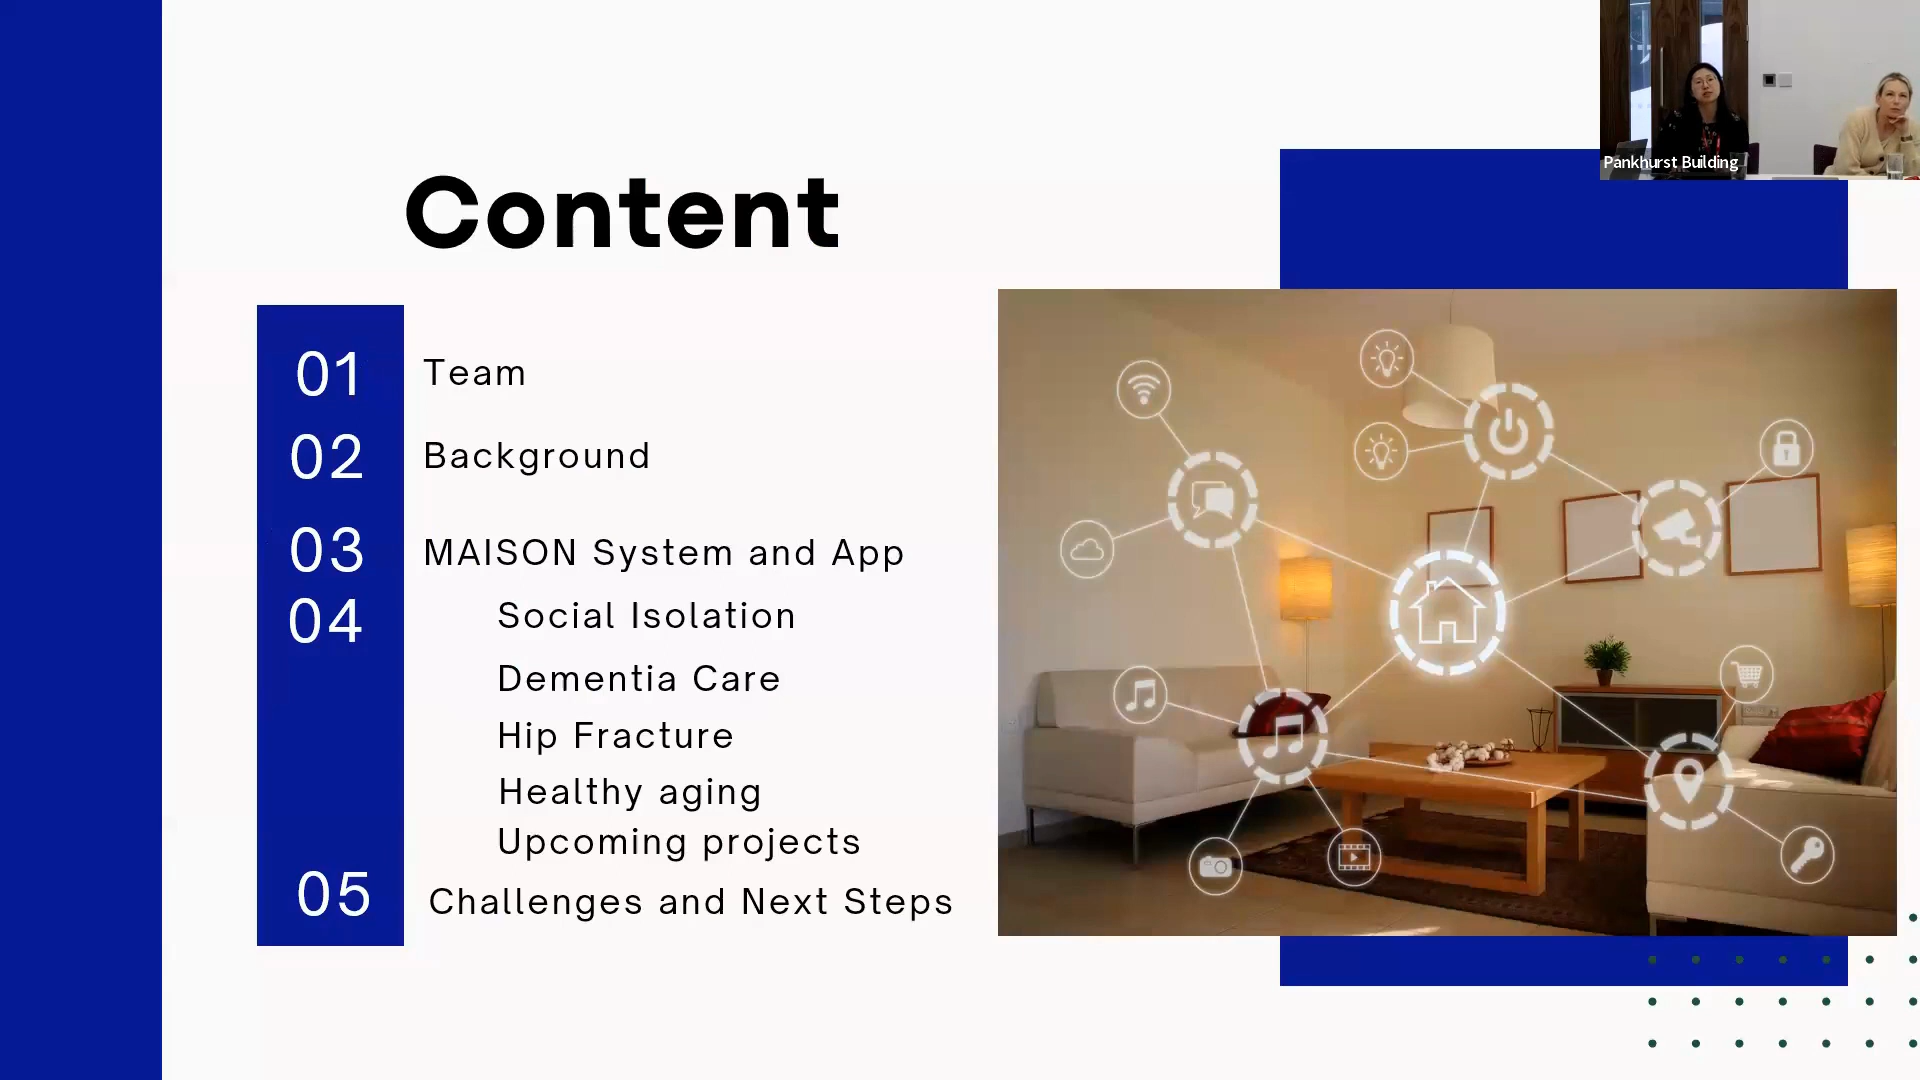 Pankhurst Building
Content
01 Team
02 Background
03 MAISON System and App
04 Social Isolation
Dementia Care
Hip Fracture
Healthy aging
Upcoming projects
05 Challenges and Next Steps